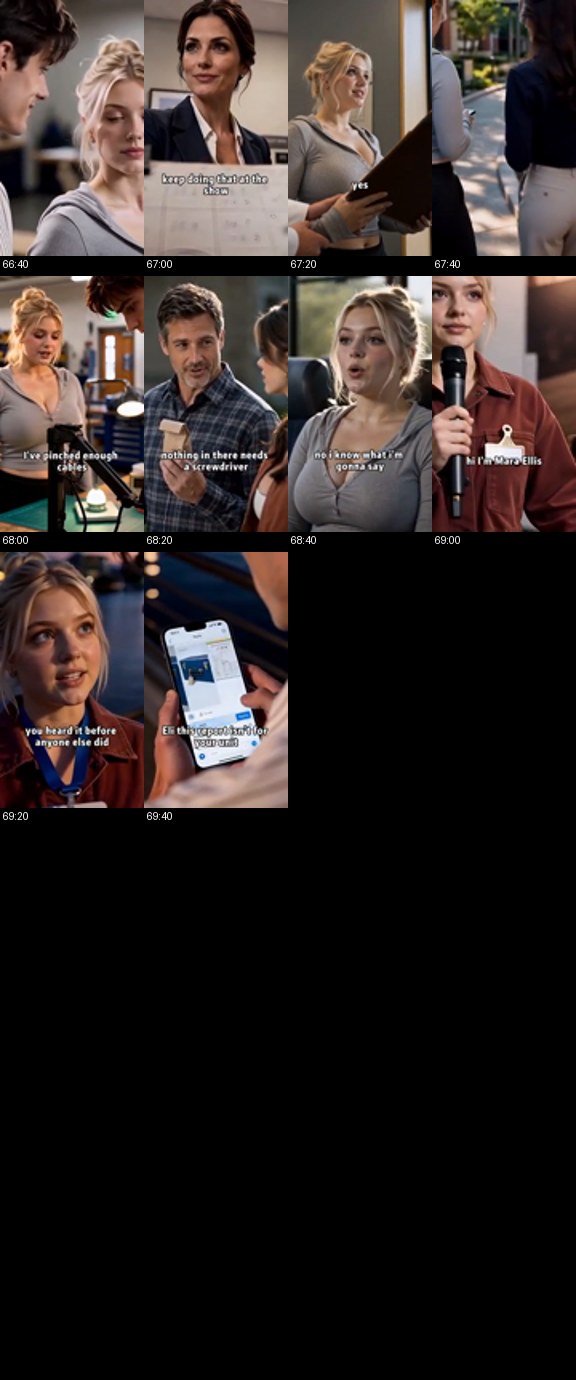 keep doing that at the
show
yes
66:40
67:00
67:20
67:40
I've pinched enough
cables
nothing in there needs
a screwdriver
no i know what i'm
gonna say
hi I'm Mara Ellis
68:00
68:20
68:40
69:00
you heard it before
anyone else did
Eli this report isn't for
your unit
69:20
69:40